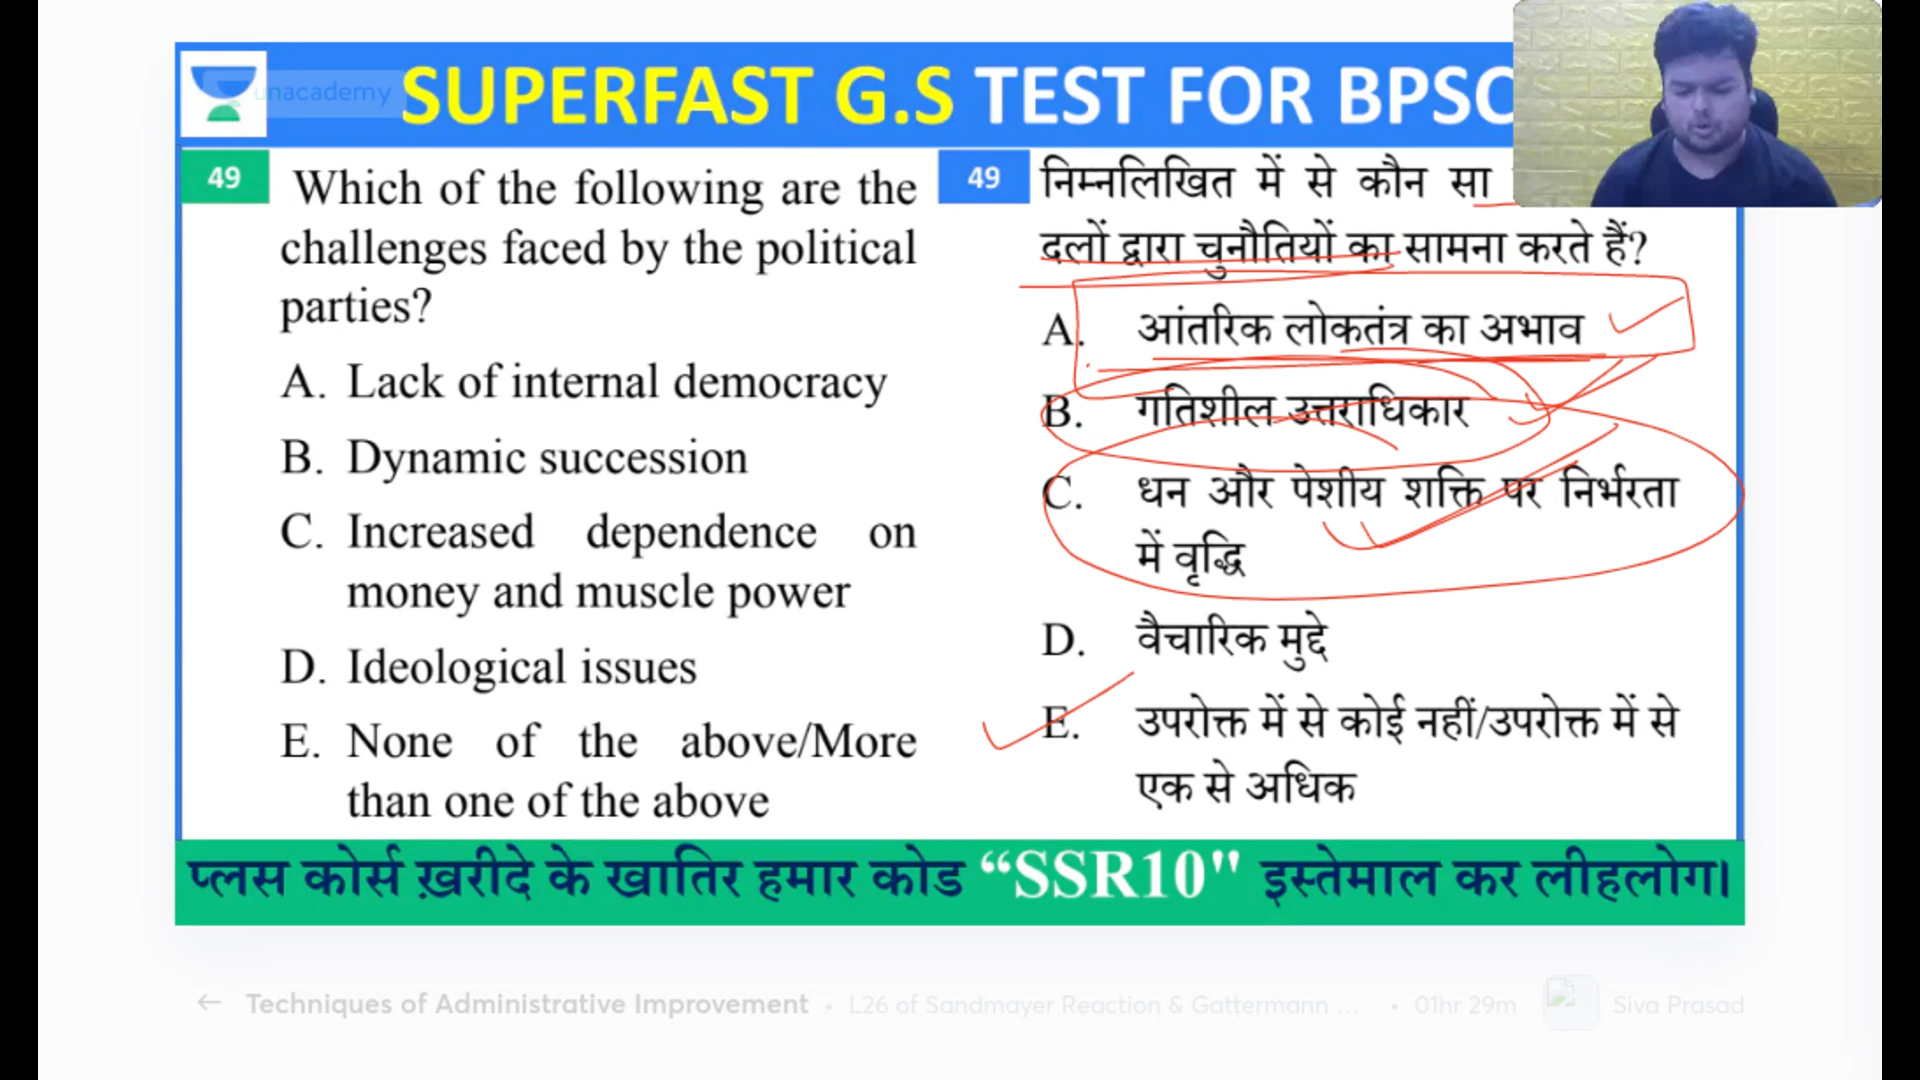 unacademy
SUPERFAST G.S TEST FOR BPSC
49
Which of the following are the
challenges faced by the political
parties?
A. Lack of internal democracy
B. Dynamic succession
C. Increased dependence on
money and muscle power
D. Ideological issues
E. None of the above/More
than one of the above
49
निम्नलिखित में से कौन सा
दलों द्वारा चुनौतियों का सामना करते हैं?
A. आंतरिक लोकतंत्र का अभाव
B. गतिशील उत्तराधिकार
C. धन और पेशीय शक्ति पर निर्भरता
में वृद्धि
D. वैचारिक मुद्दे
E. उपरोक्त में से कोई नहीं/उपरोक्त में से
एक से अधिक
प्लस कोर्स ख़रीदे के खातिर हमार कोड “SSR10" इस्तेमाल कर लीहलोग।
← Techniques of Administrative Improvement • L26 of Sandmayer Reaction & Gattermann ... • 01hr 29m Siva Prasad